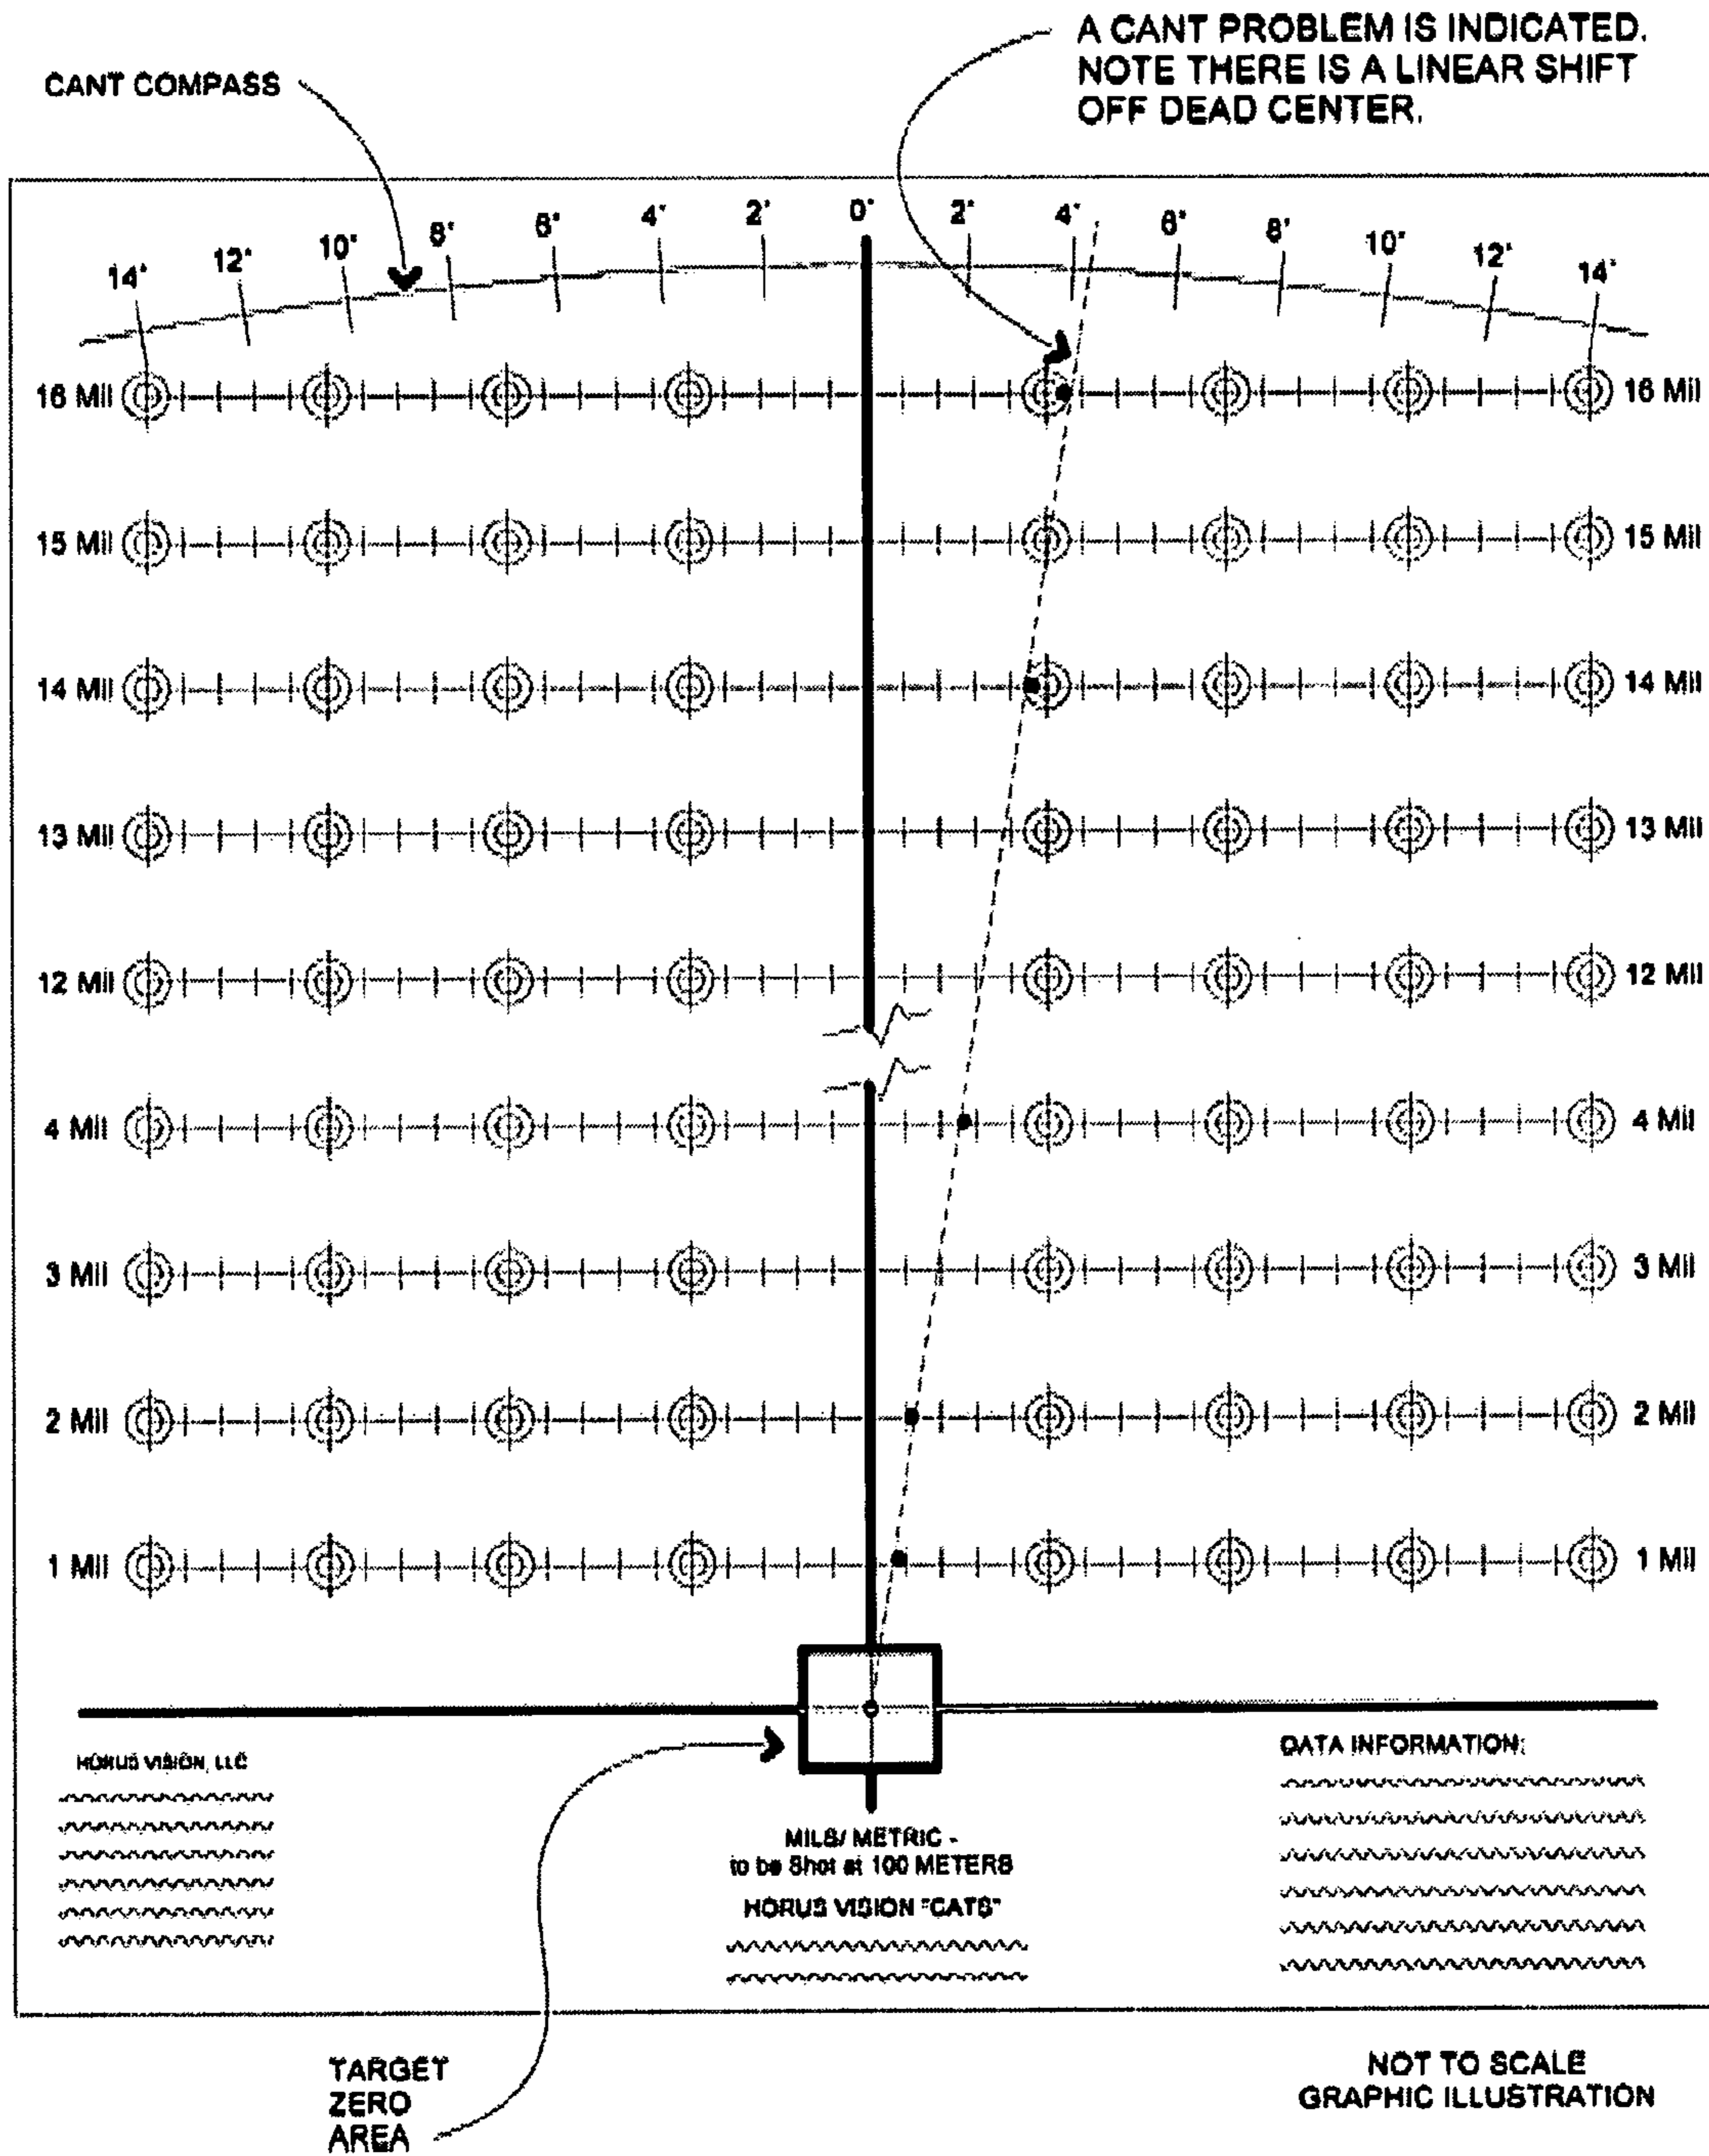 A CANT PROBLEM IS INDICATED.
NOTE THERE IS A LINEAR SHIFT
OFF DEAD CENTER.
CANT COMPASS
14° 12° 10° 8° 6° 4° 2° 0° 2° 4° 6° 8° 10° 12° 14°
16 Mil 16 Mil
15 Mil 15 Mil
14 Mil 14 Mil
13 Mil 13 Mil
12 Mil 12 Mil
4 Mil 4 Mil
3 Mil 3 Mil
2 Mil 2 Mil
1 Mil 1 Mil
HORUS VISION, LLC
DATA INFORMATION:
MILS/ METRIC -
to be Shot at 100 METERS
HORUS VISION "CATS"
TARGET
ZERO
AREA
NOT TO SCALE
GRAPHIC ILLUSTRATION